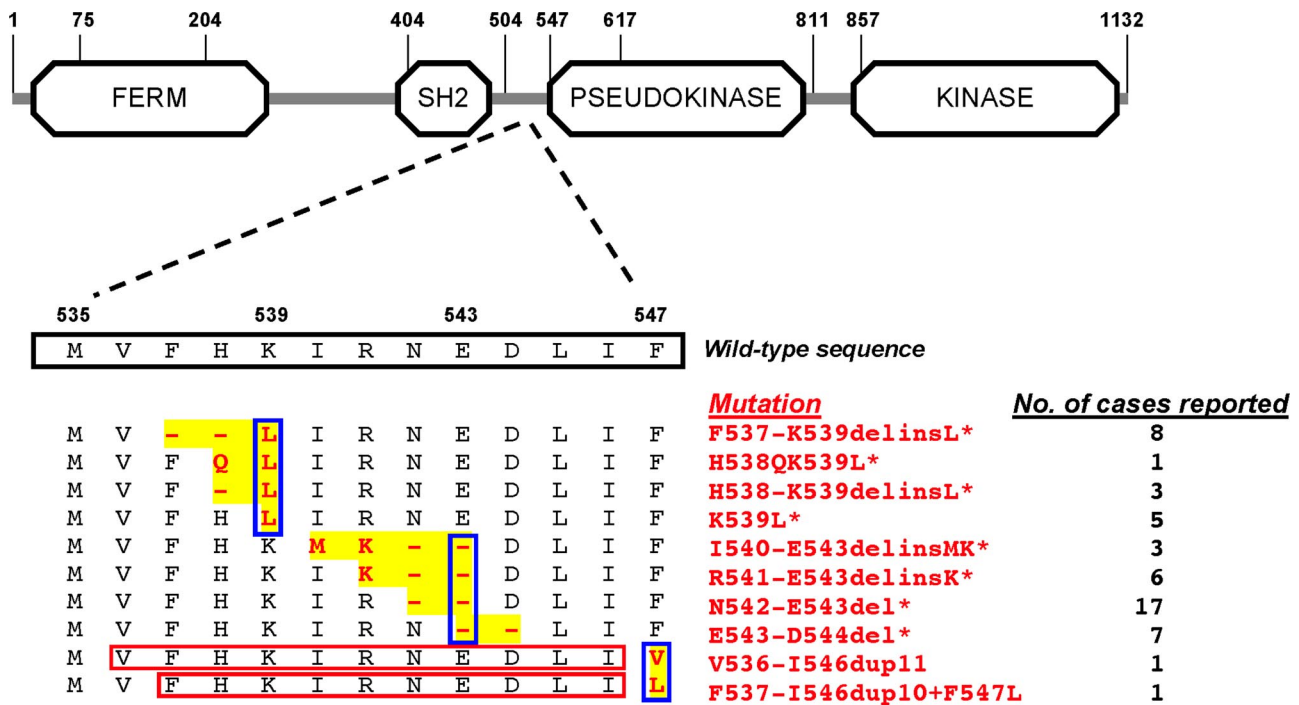 1 75 204 404 504 547 617 811 857 1132
FERM SH2 PSEUDOKINASE KINASE
535 539 543 547
M V F H K I R N E D L I F Wild-type sequence
Mutation No. of cases reported
M V - - L I R N E D L I F F537-K539delinsL* 8
M V F Q L I R N E D L I F H538QK539L* 1
M V F - L I R N E D L I F H538-K539delinsL* 3
M V F H L I R N E D L I F K539L* 5
M V F H K M K - - D L I F I540-E543delinsMK* 3
M V F H K I K - - D L I F R541-E543delinsK* 6
M V F H K I R - - D L I F N542-E543del* 17
M V F H K I R N - - L I F E543-D544del* 7
M V F H K I R N E D L I V V536-I546dup11 1
M V F H K I R N E D L I L F537-I546dup10+F547L 1